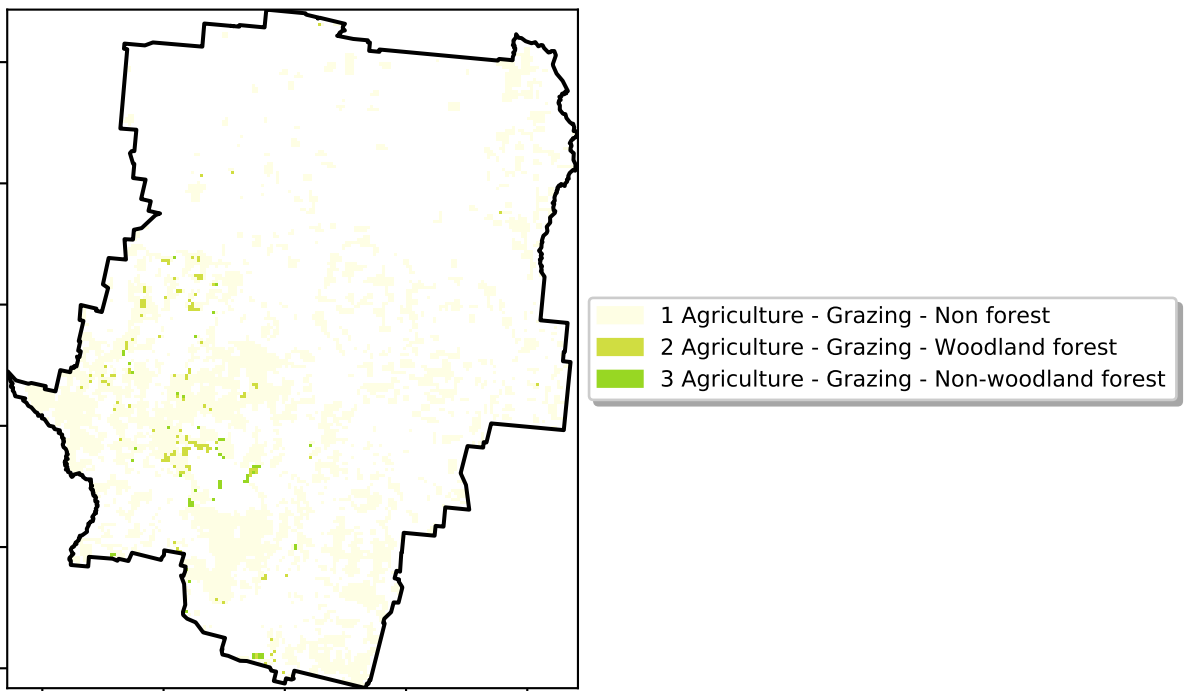 1 Agriculture - Grazing - Non forest
2 Agriculture - Grazing - Woodland forest
3 Agriculture - Grazing - Non-woodland forest